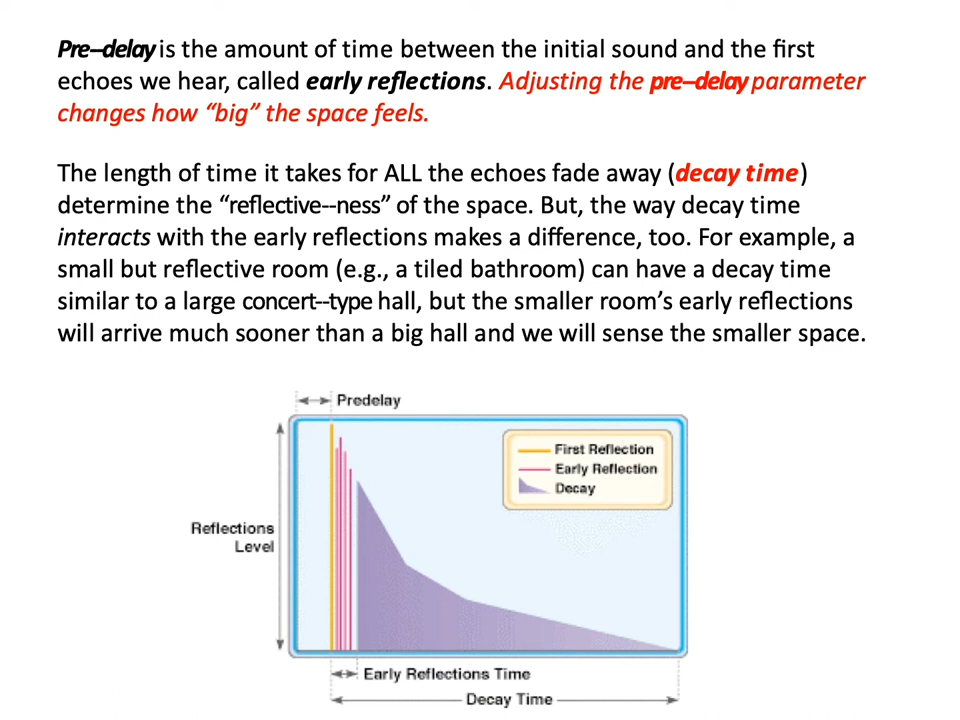 Pre--delay is the amount of time between the initial sound and the first
echoes we hear, called early reflections. Adjusting the pre--delay parameter
changes how “big” the space feels.
The length of time it takes for ALL the echoes fade away (decay time)
determine the “reflective--ness” of the space. But, the way decay time
interacts with the early reflections makes a difference, too. For example, a
small but reflective room (e.g., a tiled bathroom) can have a decay time
similar to a large concert--type hall, but the smaller room’s early reflections
will arrive much sooner than a big hall and we will sense the smaller space.
Predelay
First Reflection
Early Reflection
Decay
Reflections
Level
Early Reflections Time
Decay Time